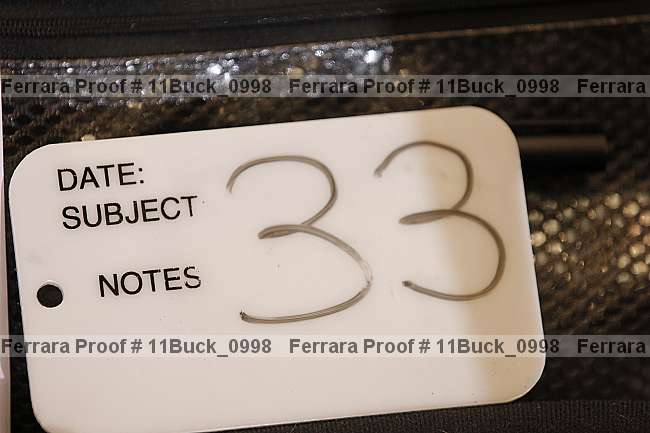 Ferrara Proof # 11Buck_0998 Ferrara Proof # 11Buck_0998 Ferrara
DATE:
SUBJECT
33
NOTES
Ferrara Proof # 11Buck_0998 Ferrara Proof # 11Buck_0998 Ferrara